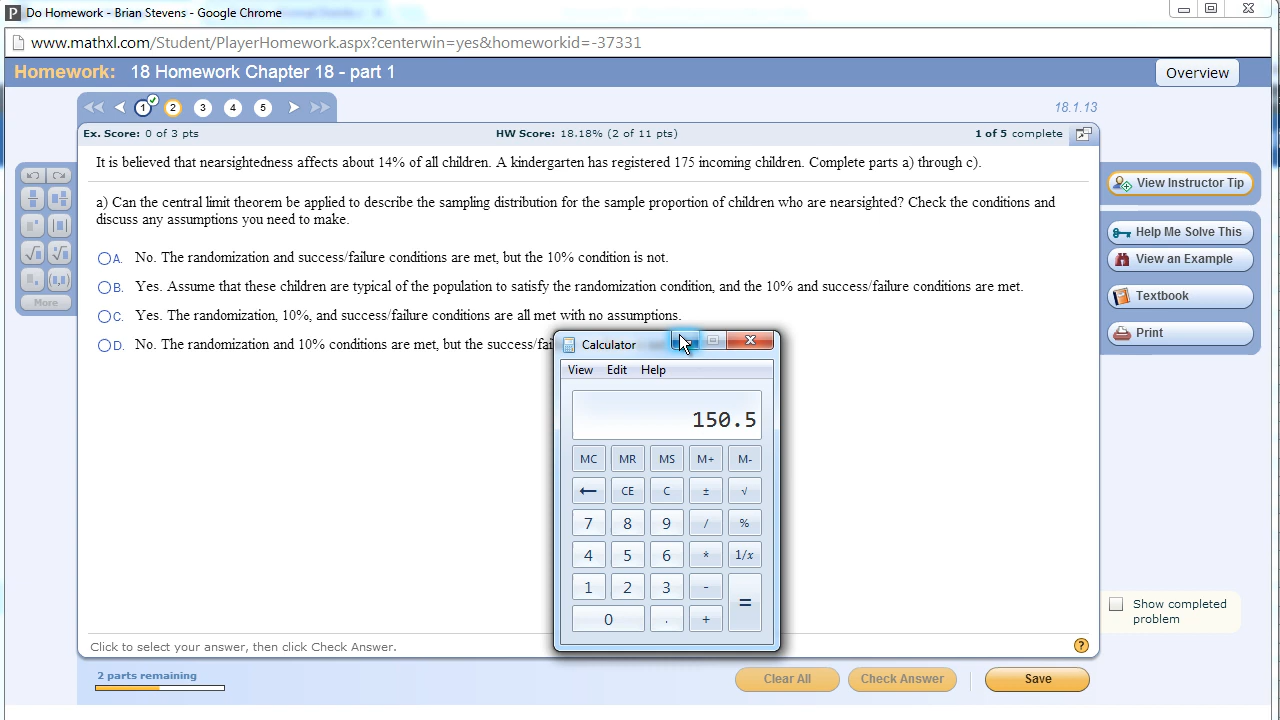 P Do Homework - Brian Stevens - Google Chrome
www.mathxl.com/Student/PlayerHomework.aspx?centerwin=yes&homeworkid=-37331
Homework: 18 Homework Chapter 18 - part 1
Overview
1 2 3 4 5
18.1.13
Ex. Score: 0 of 3 pts
HW Score: 18.18% (2 of 11 pts)
1 of 5 complete
It is believed that nearsightedness affects about 14% of all children. A kindergarten has registered 175 incoming children. Complete parts a) through c).
a) Can the central limit theorem be applied to describe the sampling distribution for the sample proportion of children who are nearsighted? Check the conditions and
discuss any assumptions you need to make.
A. No. The randomization and success/failure conditions are met, but the 10% condition is not.
B. Yes. Assume that these children are typical of the population to satisfy the randomization condition, and the 10% and success/failure conditions are met.
C. Yes. The randomization, 10%, and success/failure conditions are all met with no assumptions.
D. No. The randomization and 10% conditions are met, but the success/fai
More
View Instructor Tip
Help Me Solve This
View an Example
Textbook
Print
Calculator
View Edit Help
150.5
MC MR MS M+ M-
← CE C ± √
7 8 9 / %
4 5 6 * 1/x
1 2 3 - =
0 . +
Show completed
problem
Click to select your answer, then click Check Answer.
?
2 parts remaining
Clear All
Check Answer
Save